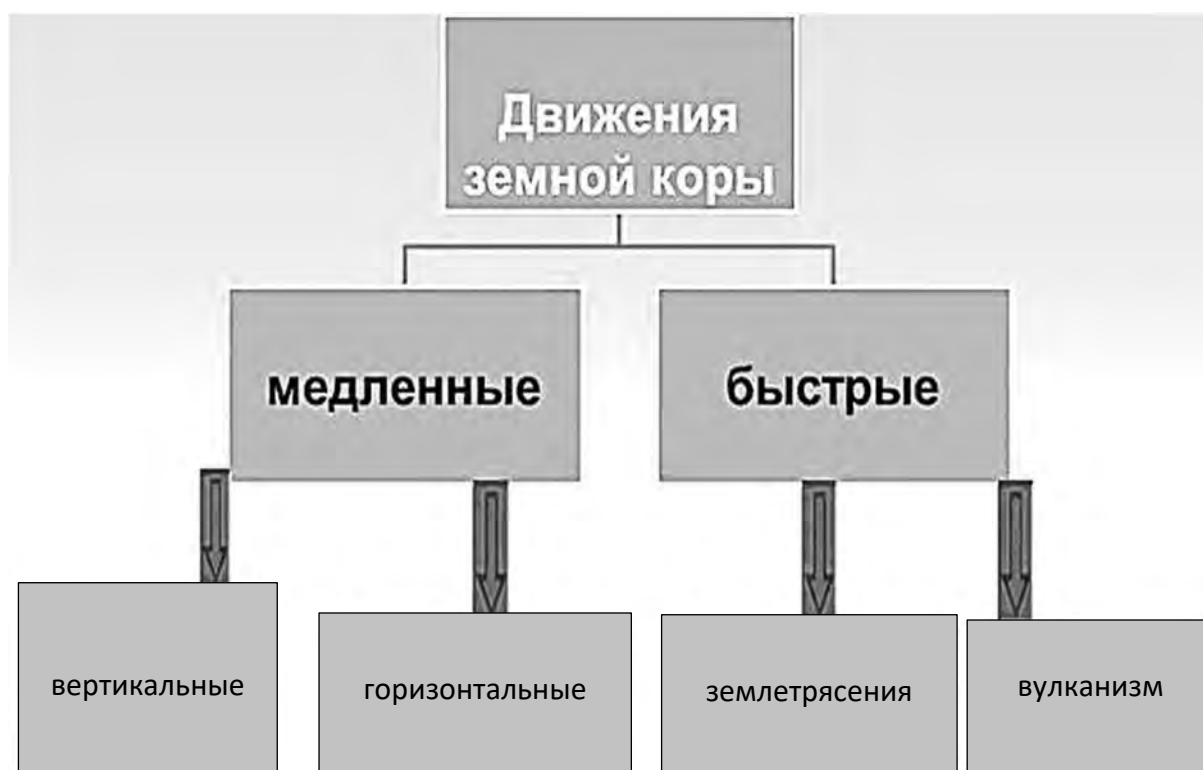 Движения
земной коры
медленные
быстрые
вертикальные
горизонтальные
землетрясения
вулканизм